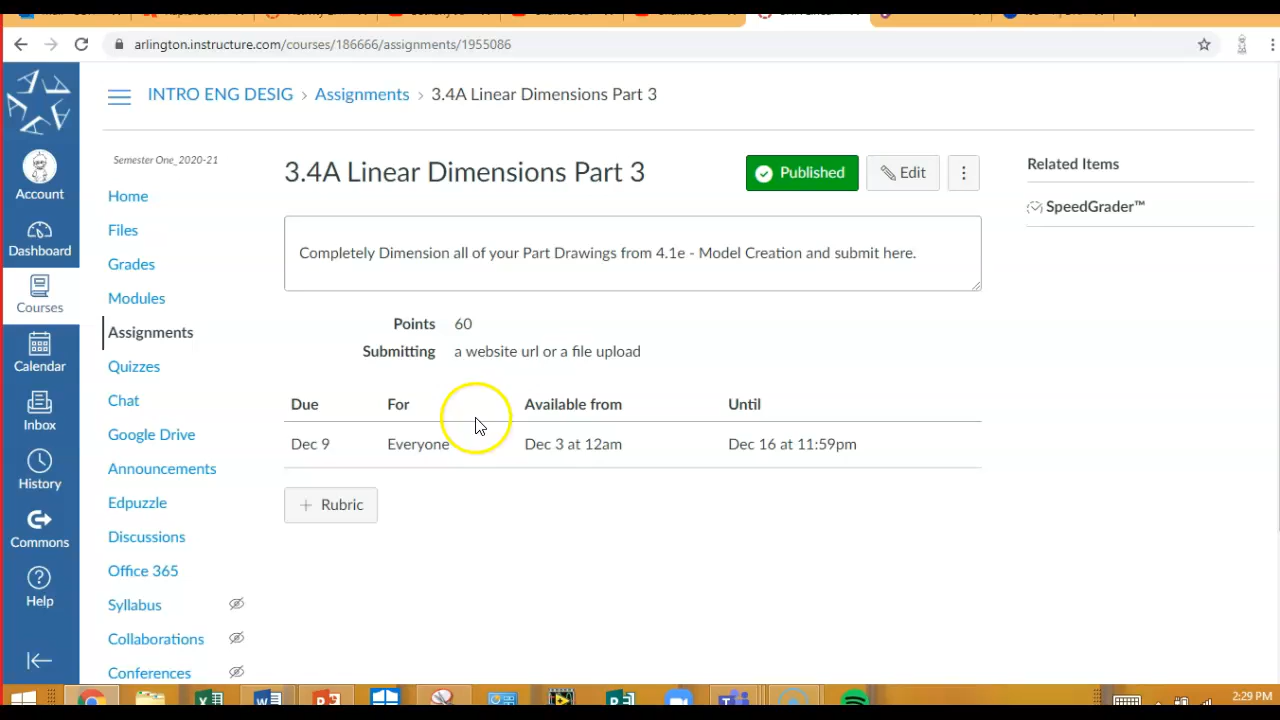 arlington.instructure.com/courses/186666/assignments/1955086
INTRO ENG DESIG > Assignments > 3.4A Linear Dimensions Part 3
Account
Dashboard
Courses
Calendar
Inbox
History
Commons
Help
Semester One_2020-21
Home
Files
Grades
Modules
Assignments
Quizzes
Chat
Google Drive
Announcements
Edpuzzle
Discussions
Office 365
Syllabus
Collaborations
Conferences
3.4A Linear Dimensions Part 3
Published
Edit
Completely Dimension all of your Part Drawings from 4.1e - Model Creation and submit here.
Points 60
Submitting a website url or a file upload
Due For Available from Until
Dec 9 Everyone Dec 3 at 12am Dec 16 at 11:59pm
+ Rubric
Related Items
SpeedGrader™
2:29 PM